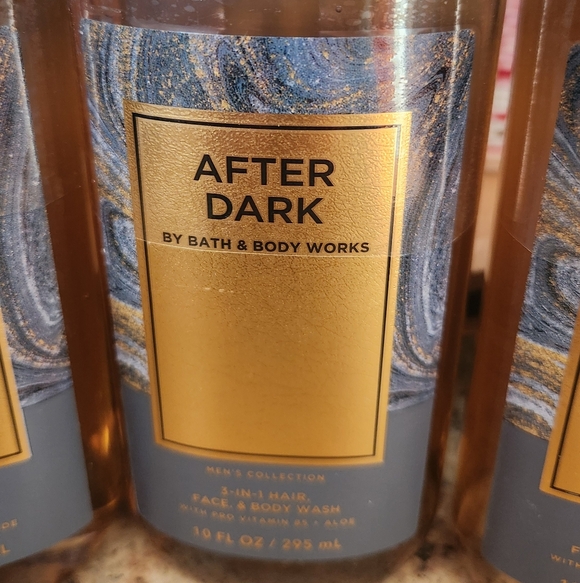 AFTER
DARK
BY BATH & BODY WORKS
MEN'S COLLECTION
3-IN-1 HAIR,
FACE, & BODY WASH
WITH PRO VITAMIN B5 + ALOE
10 FL OZ / 295 mL